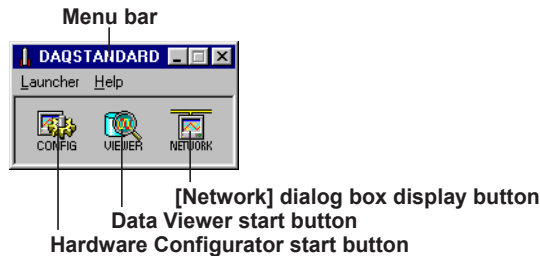 Menu bar
DAQSTANDARD
Launcher Help
CONFIG VIEWER NETWORK
[Network] dialog box display button
Data Viewer start button
Hardware Configurator start button